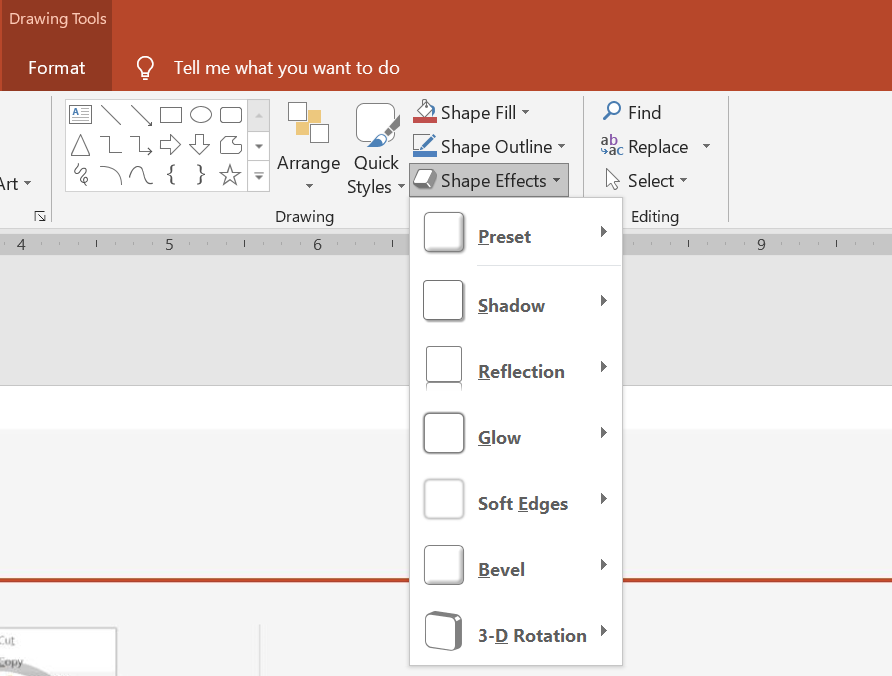 Drawing Tools
Format
Tell me what you want to do
Art
A
Arrange
Quick
Styles
Drawing
Shape Fill
Shape Outline
Shape Effects
Find
ab
ac
Replace
Select
Editing
4 5 6 9
Preset
Shadow
Reflection
Glow
Soft Edges
Bevel
3-D Rotation
Cut
Copy